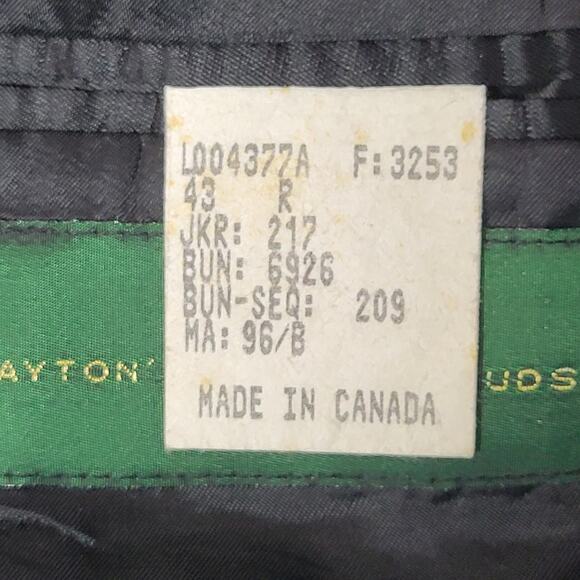 L004377A F:3253
43 R
JKR: 217
BUN: 6926
BUN-SEQ: 209
MA: 96/B
AYTON'
UDS
MADE IN CANADA